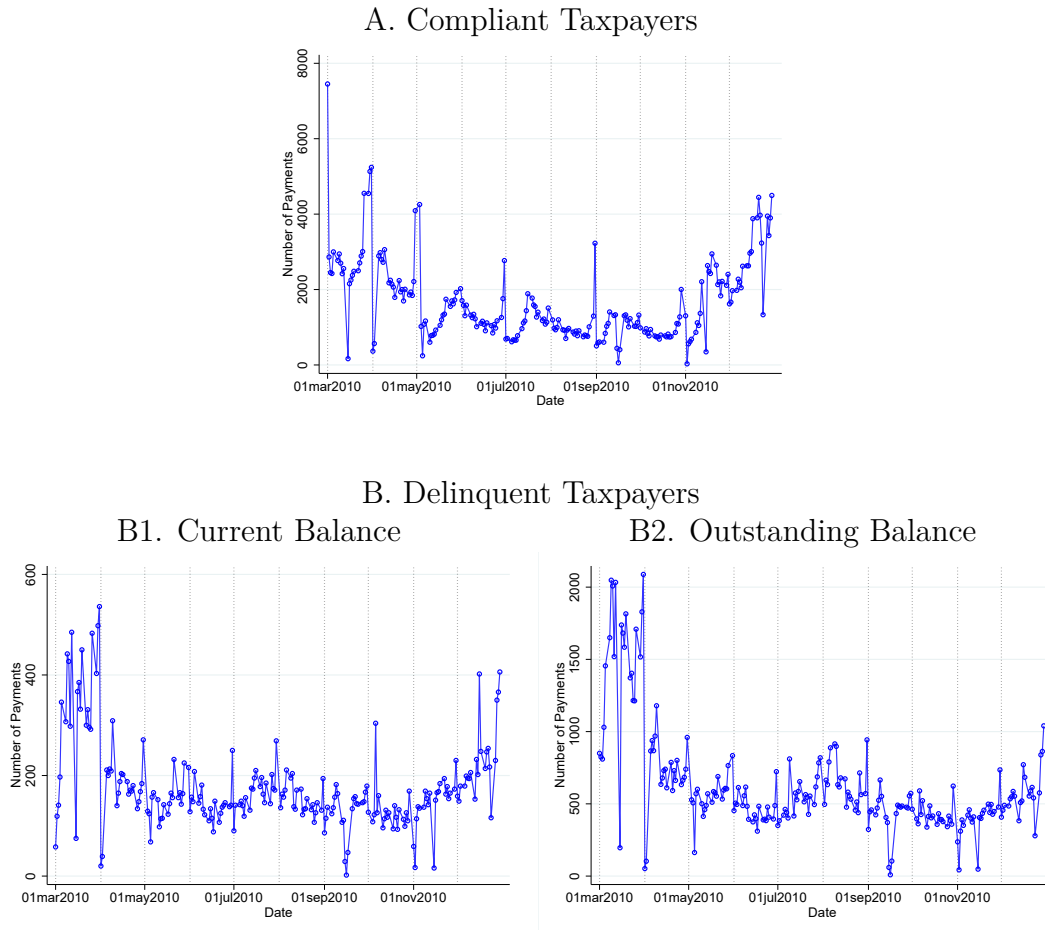 A. Compliant Taxpayers
8000
6000
4000
2000
0
Number of Payments
01mar2010 01may2010 01jul2010 01sep2010 01nov2010
Date
B. Delinquent Taxpayers
B1. Current Balance
600
400
200
0
Number of Payments
01mar2010 01may2010 01jul2010 01sep2010 01nov2010
Date
B2. Outstanding Balance
2000
1500
1000
500
0
Number of Payments
01mar2010 01may2010 01jul2010 01sep2010 01nov2010
Date